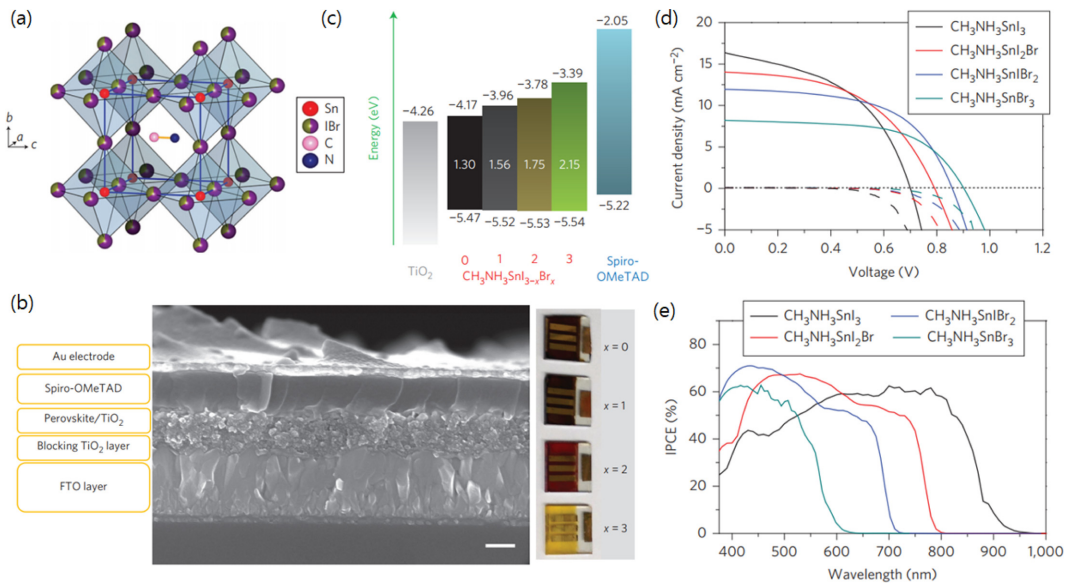 (a)
b
a
c
Sn
IBr
C
N
(c)
Energy (eV)
−4.26
−4.17
−3.96
−3.78
−3.39
−2.05
1.30
1.56
1.75
2.15
−5.47
−5.52
−5.53
−5.54
−5.22
TiO2
0
1
2
3
CH3NH3SnI3−xBrx
Spiro-
OMeTAD
(d)
Current density (mA cm−2)
25
20
15
10
5
0
−5
CH3NH3SnI3
CH3NH3SnI2Br
CH3NH3SnIBr2
CH3NH3SnBr3
0.0
0.2
0.4
0.6
0.8
1.0
1.2
Voltage (V)
(b)
Au electrode
Spiro-OMeTAD
Perovskite/TiO2
Blocking TiO2 layer
FTO layer
x = 0
x = 1
x = 2
x = 3
(e)
IPCE (%)
80
60
40
20
0
CH3NH3SnI3
CH3NH3SnIBr2
CH3NH3SnI2Br
CH3NH3SnBr3
400
500
600
700
800
900
1,000
Wavelength (nm)